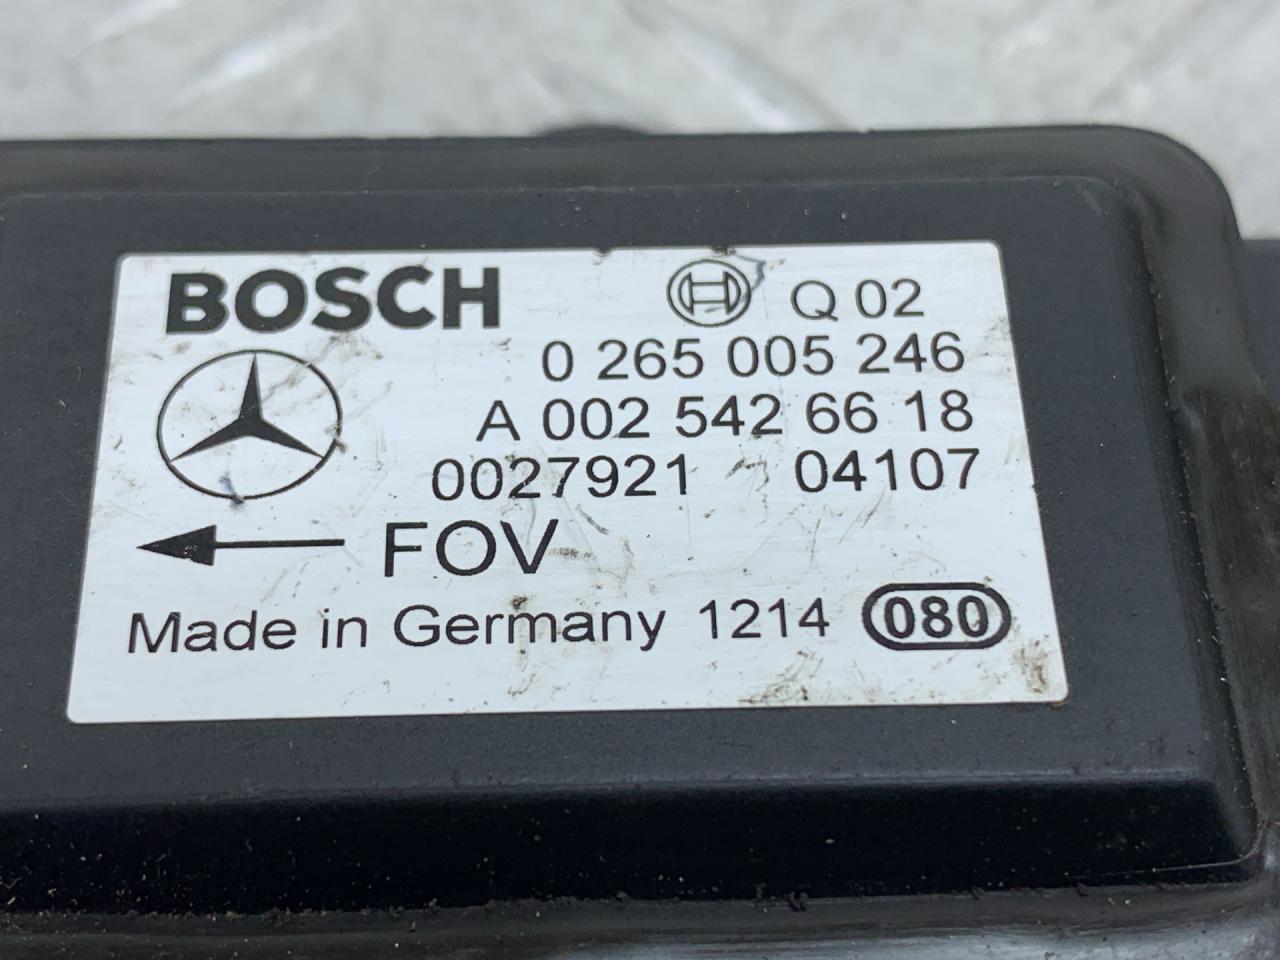 BOSCH Q 02
0 265 005 246
A 002 542 66 18
0027921 04107
FOV
Made in Germany 1214 080